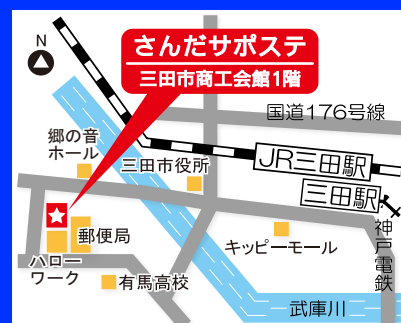 さんだサポステ
三田市商工会館1階
N
国道176号線
郷の音
ホール
三田市役所
JR三田駅
三田駅
神戸電鉄
郵便局
キッピーモール
ハロー
ワーク
有馬高校
武庫川